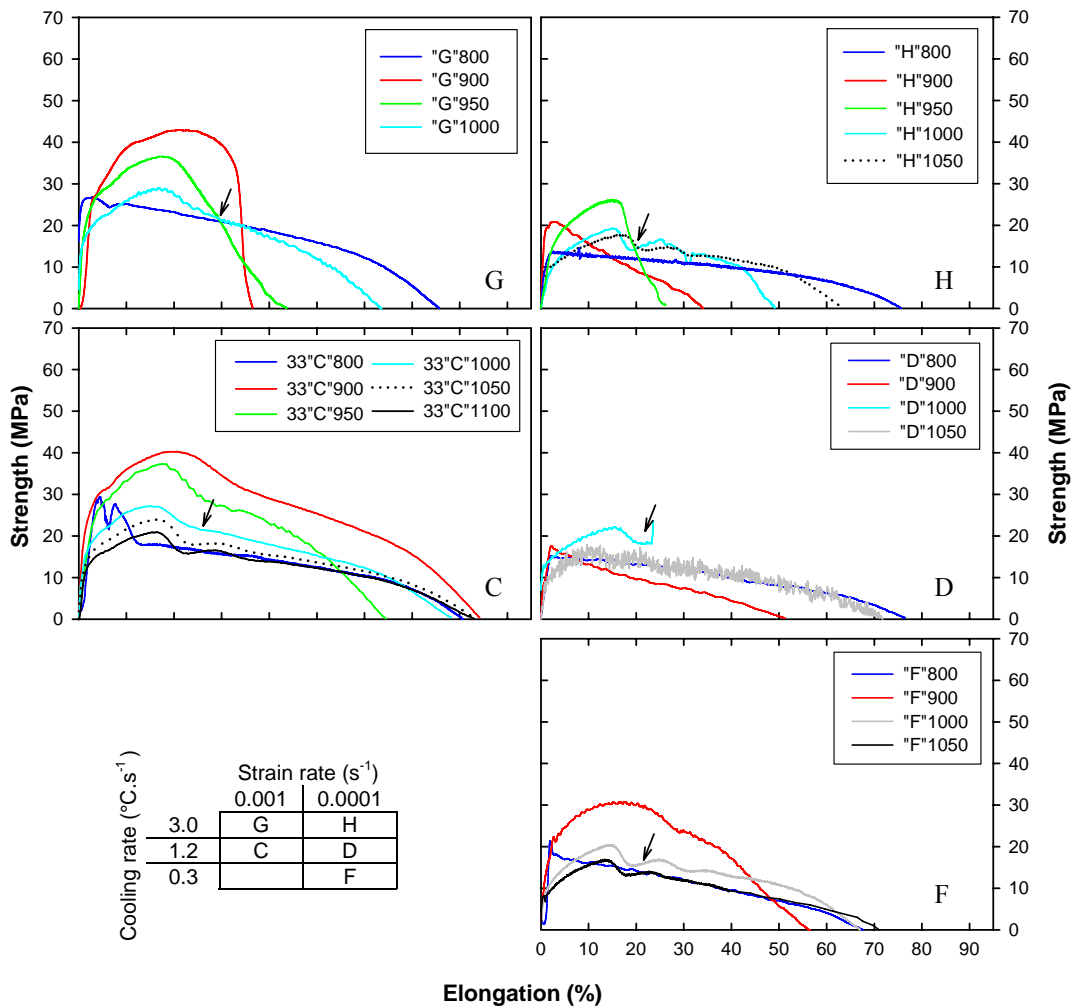 70
60
50
40
30
20
10
0
"G"800
"G"900
"G"950
"G"1000
G
"H"800
"H"900
"H"950
"H"1000
"H"1050
H
70
60
50
40
30
20
10
0
Strength (MPa)
70
60
50
40
30
20
10
0
33"C"800
33"C"900
33"C"950
33"C"1000
33"C"1050
33"C"1100
C
"D"800
"D"900
"D"1000
"D"1050
D
70
60
50
40
30
20
10
0
Strength (MPa)
"F"800
"F"900
"F"1000
"F"1050
F
70
60
50
40
30
20
10
0
0 10 20 30 40 50 60 70 80 90
Elongation (%)
Cooling rate (°C.s-1)
Strain rate (s-1)
0.001 0.0001
3.0 G H
1.2 C D
0.3 F